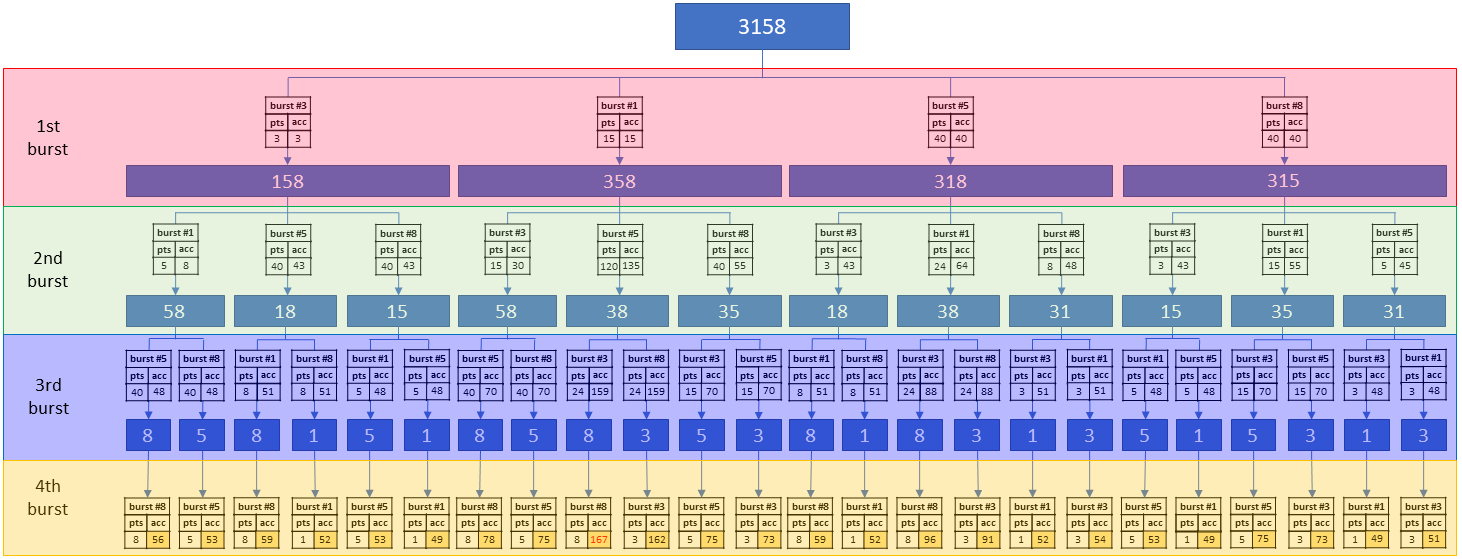 3158
1st burst
burst #3 burst #1 burst #5 burst #8
pts acc pts acc pts acc pts acc
3 3 15 15 40 40 40 40
158 358 318 315
2nd burst
burst #1 burst #5 burst #8 burst #3 burst #5 burst #8 burst #3 burst #1 burst #8 burst #3 burst #1 burst #5
pts acc pts acc pts acc pts acc pts acc pts acc pts acc pts acc pts acc pts acc pts acc pts acc
5 8 40 43 40 43 15 30 120 135 40 55 3 43 24 64 8 48 3 43 15 55 5 45
58 18 15 58 38 35 18 38 31 15 35 31
3rd burst
burst #5 burst #8 burst #1 burst #8 burst #1 burst #5 burst #5 burst #8 burst #3 burst #8 burst #3 burst #5 burst #1 burst #8 burst #3 burst #8 burst #3 burst #1 burst #1 burst #5 burst #3 burst #5 burst #3 burst #1
pts acc pts acc pts acc pts acc pts acc pts acc pts acc pts acc pts acc pts acc pts acc pts acc pts acc pts acc pts acc pts acc pts acc pts acc pts acc pts acc pts acc pts acc pts acc pts acc
40 48 40 48 8 51 8 51 5 48 5 48 40 70 40 70 24 159 24 159 15 70 15 70 8 51 8 51 24 88 24 88 3 51 3 51 5 48 5 48 15 70 15 70 3 48 3 48
8 5 8 1 5 1 8 5 8 3 5 3 8 1 8 3 1 3 5 1 5 3 1 3
4th burst
burst #8 burst #5 burst #8 burst #1 burst #5 burst #1 burst #8 burst #5 burst #8 burst #3 burst #5 burst #3 burst #8 burst #1 burst #8 burst #3 burst #1 burst #3 burst #5 burst #1 burst #5 burst #3 burst #1 burst #3
pts acc pts acc pts acc pts acc pts acc pts acc pts acc pts acc pts acc pts acc pts acc pts acc pts acc pts acc pts acc pts acc pts acc pts acc pts acc pts acc pts acc pts acc pts acc pts acc
8 56 5 53 8 59 1 52 5 53 1 49 8 78 5 75 8 167 3 162 5 75 3 73 8 59 1 52 8 96 3 91 1 52 3 54 5 53 1 49 5 75 3 73 1 49 3 51